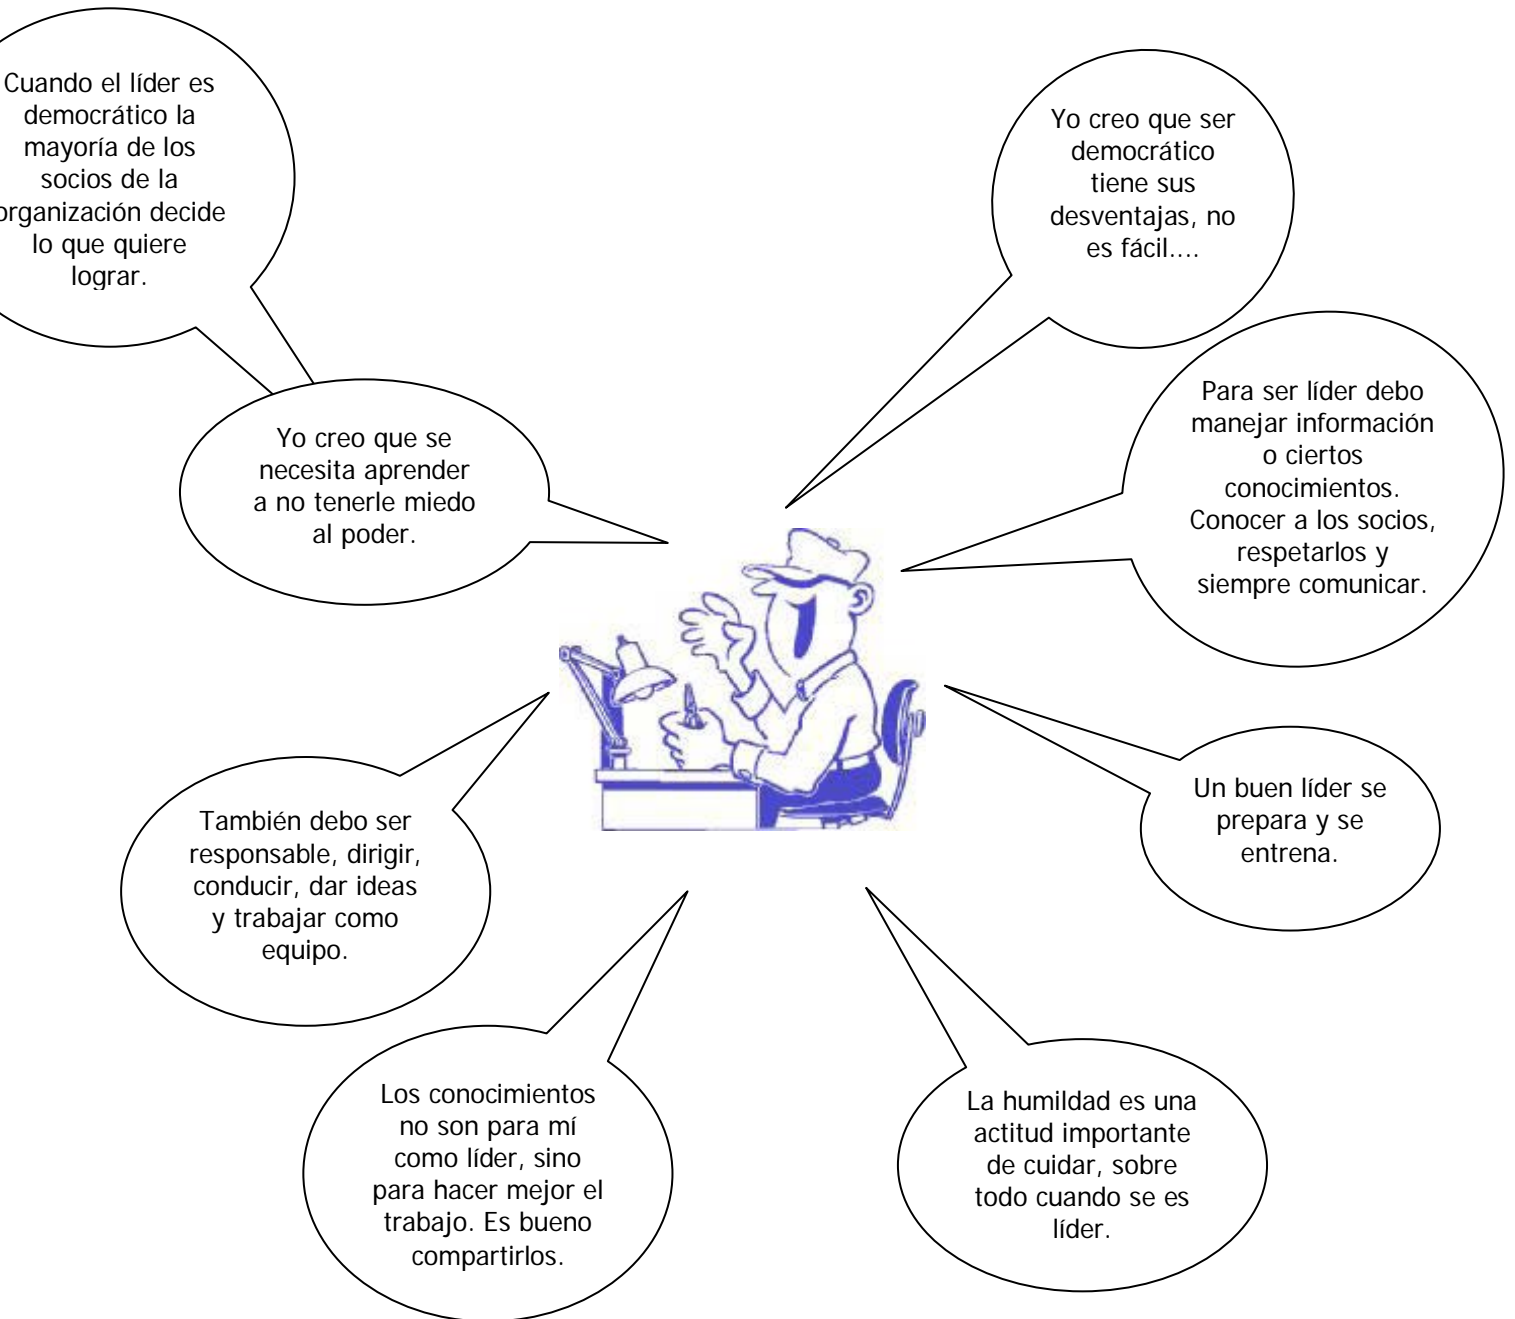 Cuando el líder es
democrático la
mayoría de los
socios de la
organización decide
lo que quiere
lograr.
Yo creo que ser
democrático
tiene sus
desventajas, no
es fácil....
Yo creo que se
necesita aprender
a no tenerle miedo
al poder.
Para ser líder debo
manejar información
o ciertos
conocimientos.
Conocer a los socios,
respetarlos y
siempre comunicar.
También debo ser
responsable, dirigir,
conducir, dar ideas
y trabajar como
equipo.
Un buen líder se
prepara y se
entrena.
Los conocimientos
no son para mí
como líder, sino
para hacer mejor el
trabajo. Es bueno
compartirlos.
La humildad es una
actitud importante
de cuidar, sobre
todo cuando se es
líder.